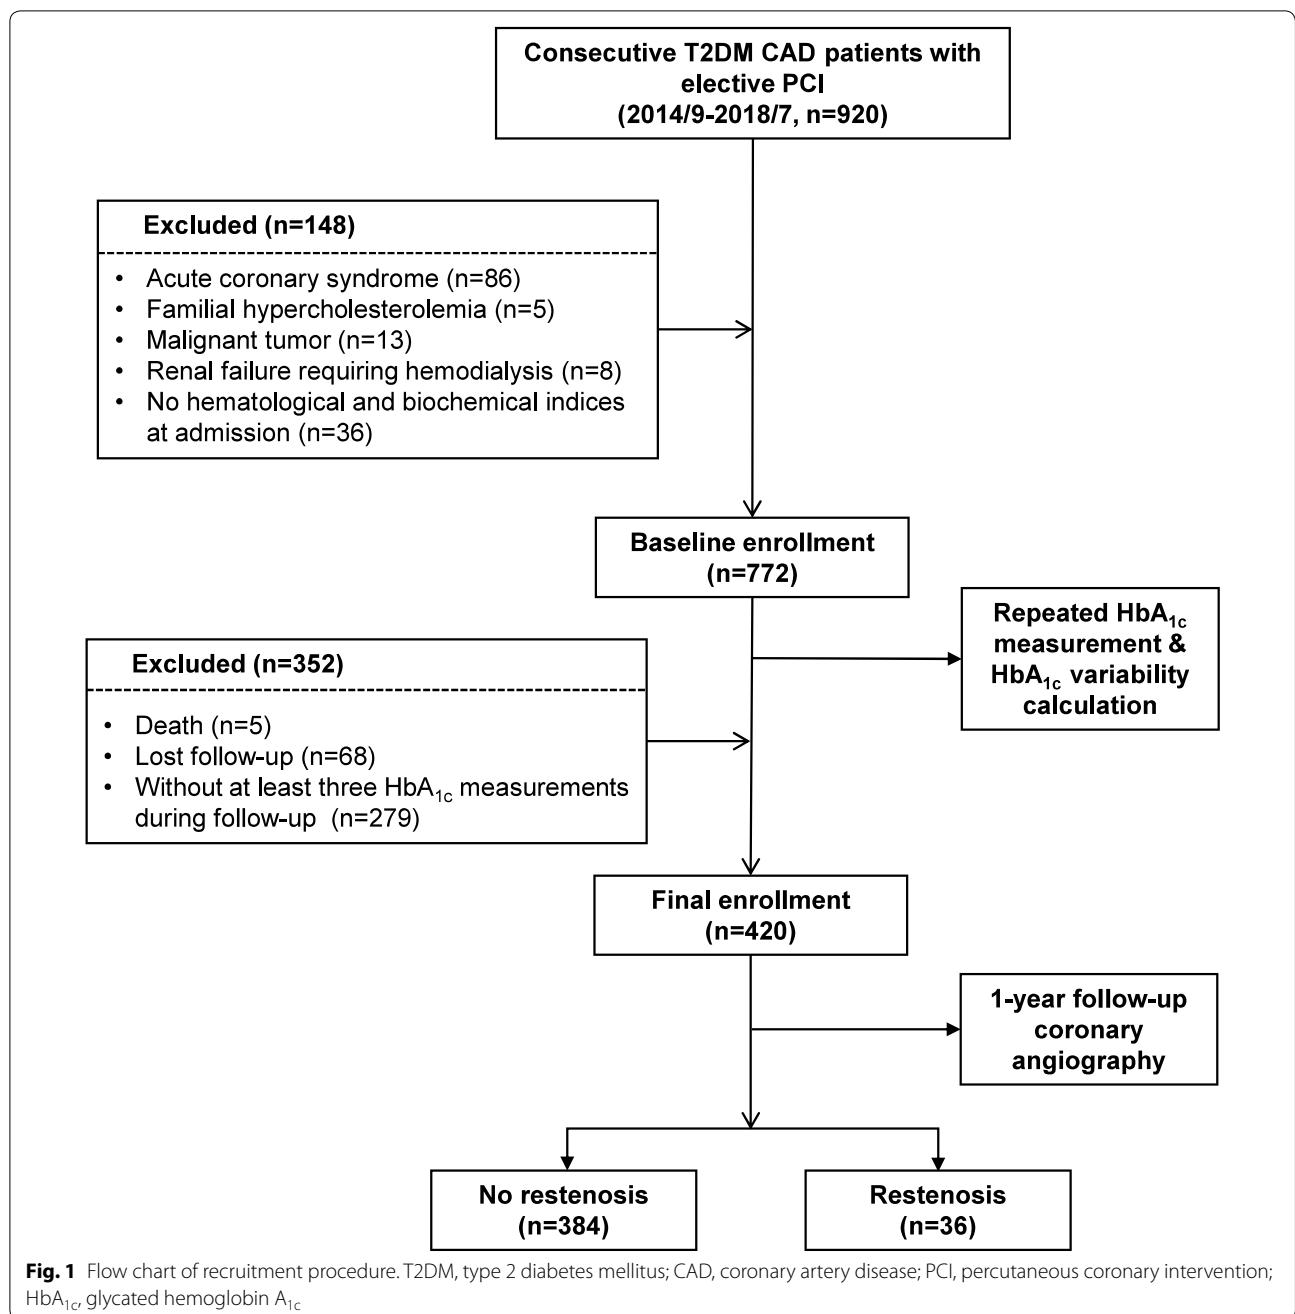 Consecutive T2DM CAD patients with
elective PCI
(2014/9-2018/7, n=920)
Excluded (n=148)
• Acute coronary syndrome (n=86)
• Familial hypercholesterolemia (n=5)
• Malignant tumor (n=13)
• Renal failure requiring hemodialysis (n=8)
• No hematological and biochemical indices
at admission (n=36)
Baseline enrollment
(n=772)
Repeated HbA1c
measurement &
HbA1c variability
calculation
Excluded (n=352)
• Death (n=5)
• Lost follow-up (n=68)
• Without at least three HbA1c measurements
during follow-up (n=279)
Final enrollment
(n=420)
1-year follow-up
coronary
angiography
No restenosis
(n=384)
Restenosis
(n=36)
Fig. 1 Flow chart of recruitment procedure. T2DM, type 2 diabetes mellitus; CAD, coronary artery disease; PCI, percutaneous coronary intervention;
HbA1c, glycated hemoglobin A1c